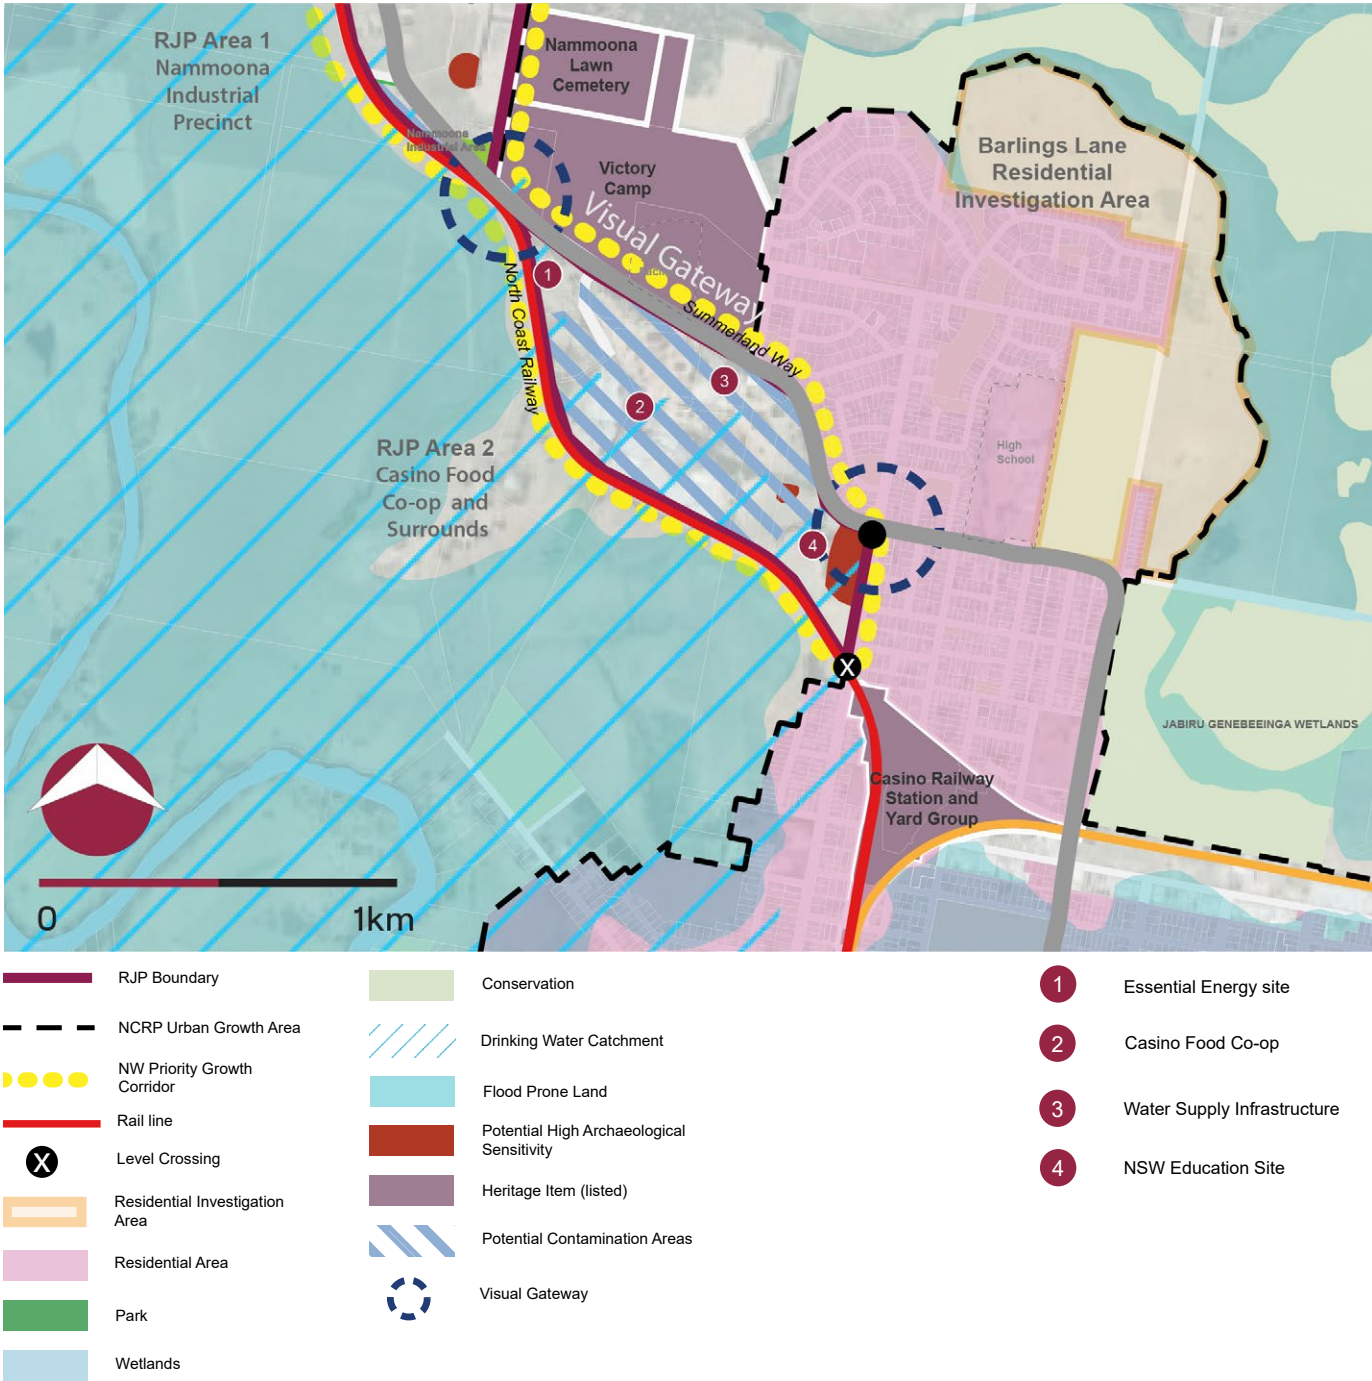 RJP Area 1
Nammoona
Industrial
Precinct
Nammoona
Lawn
Cemetery
Nammoona
Industrial Area
Victory
Camp
Visual Gateway
Barlings Lane
Residential
Investigation Area
1
North Coast Railway
Summerland Way
3
2
RJP Area 2
Casino Food
Co-op and
Surrounds
High
School
4
X
JABIRU GENEBEEINGA WETLANDS
Casino Railway
Station and
Yard Group
0
1km
RJP Boundary
NCRP Urban Growth Area
NW Priority Growth
Corridor
Rail line
X
Level Crossing
Residential Investigation
Area
Residential Area
Park
Wetlands
Conservation
Drinking Water Catchment
Flood Prone Land
Potential High Archaeological
Sensitivity
Heritage Item (listed)
Potential Contamination Areas
Visual Gateway
1 Essential Energy site
2 Casino Food Co-op
3 Water Supply Infrastructure
4 NSW Education Site